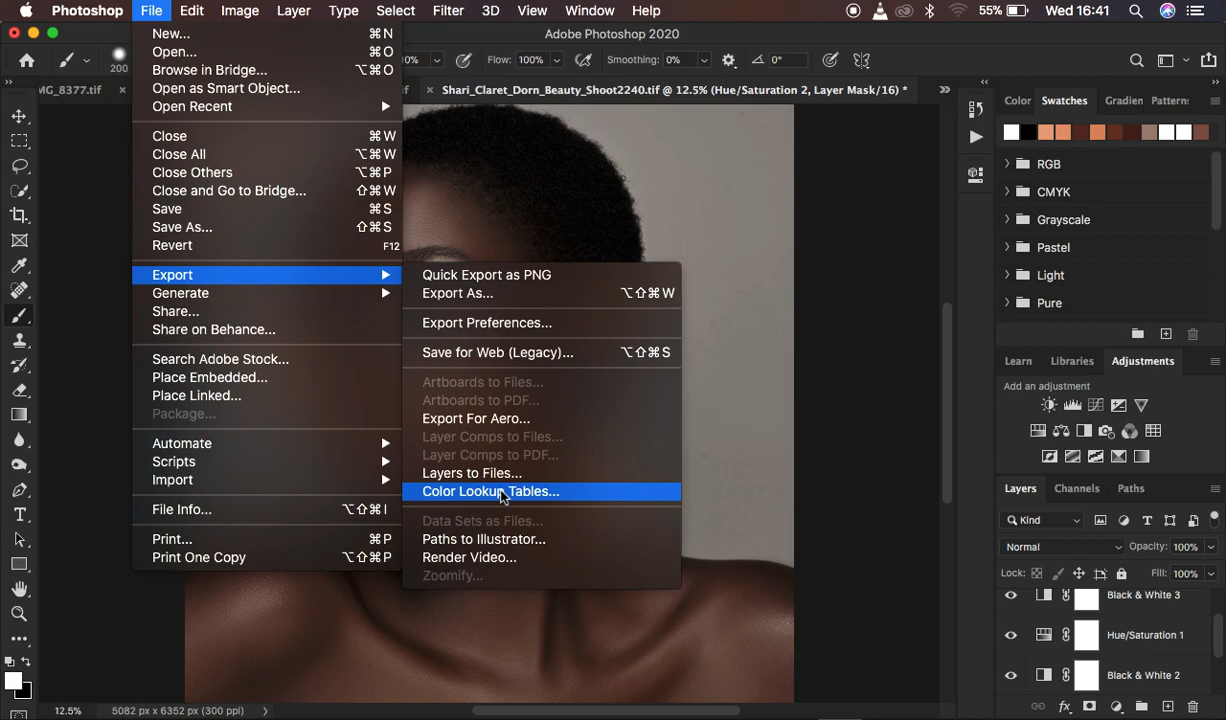 Photoshop File Edit Image Layer Type Select Filter 3D View Window Help 55% Wed 16:41
Adobe Photoshop 2020
200 0% Flow: 100% Smoothing: 0% 0°
MG_8377.tif × if × Shari_Claret_Dorn_Beauty_Shoot2240.tif @ 12.5% (Hue/Saturation 2, Layer Mask/16) *
New... ⌘N
Open... ⌘O
Browse in Bridge... ⌥⌘O
Open as Smart Object...
Open Recent
Close ⌘W
Close All ⌥⌘W
Close Others ⌥⌘P
Close and Go to Bridge... ⇧⌘W
Save ⌘S
Save As... ⇧⌘S
Revert F12
Export
Generate
Share...
Share on Behance...
Search Adobe Stock...
Place Embedded...
Place Linked...
Package...
Automate
Scripts
Import
File Info... ⌥⇧⌘I
Print... ⌘P
Print One Copy ⌥⇧⌘P
Quick Export as PNG
Export As... ⌥⇧⌘W
Export Preferences...
Save for Web (Legacy)... ⌥⇧⌘S
Artboards to Files...
Artboards to PDF...
Export For Aero...
Layer Comps to Files...
Layer Comps to PDF...
Layers to Files...
Color Lookup Tables...
Data Sets as Files...
Paths to Illustrator...
Render Video...
Zoomify...
Color Swatches Gradien Pattern:
RGB
CMYK
Grayscale
Pastel
Light
Pure
Learn Libraries Adjustments
Add an adjustment
Layers Channels Paths
Kind
Normal Opacity: 100%
Lock: Fill: 100%
Black & White 3
Hue/Saturation 1
Black & White 2
12.5% 5082 px x 6352 px (300 ppi)